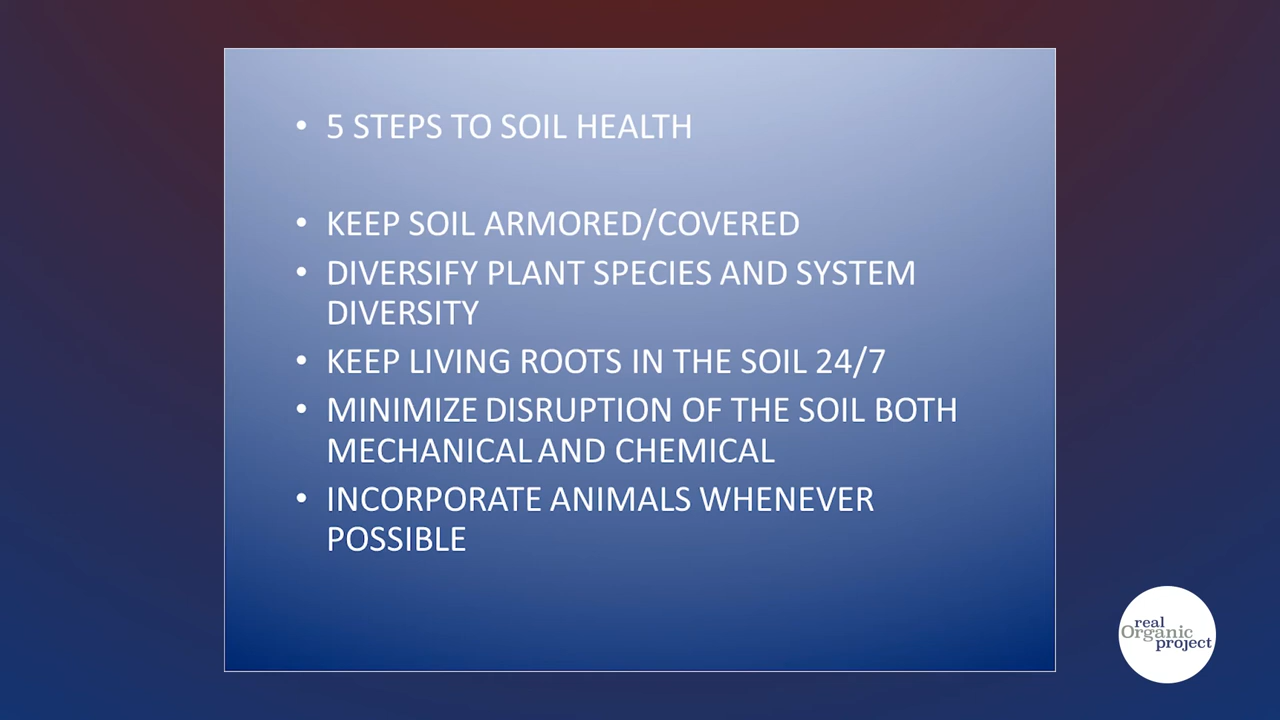 • 5 STEPS TO SOIL HEALTH
• KEEP SOIL ARMORED/COVERED
• DIVERSIFY PLANT SPECIES AND SYSTEM
DIVERSITY
• KEEP LIVING ROOTS IN THE SOIL 24/7
• MINIMIZE DISRUPTION OF THE SOIL BOTH
MECHANICAL AND CHEMICAL
• INCORPORATE ANIMALS WHENEVER
POSSIBLE
real
Organic
project